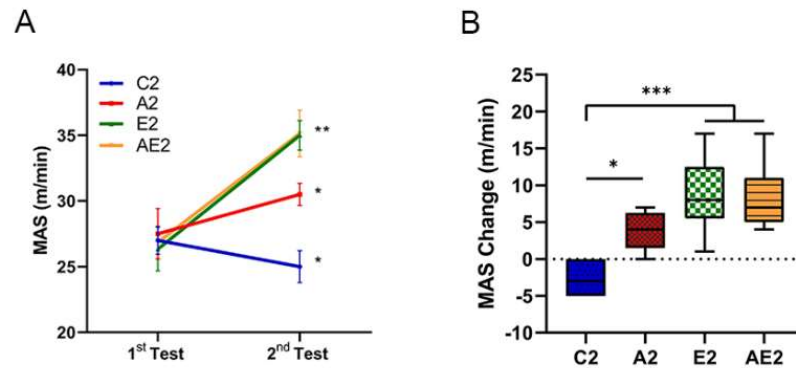 A
MAS (m/min)
40
35
30
25
20
C2
A2
E2
AE2
**
*
*
1st Test
2nd Test
B
MAS Change (m/min)
25
20
15
10
5
0
-5
-10
***
*
C2
A2
E2
AE2